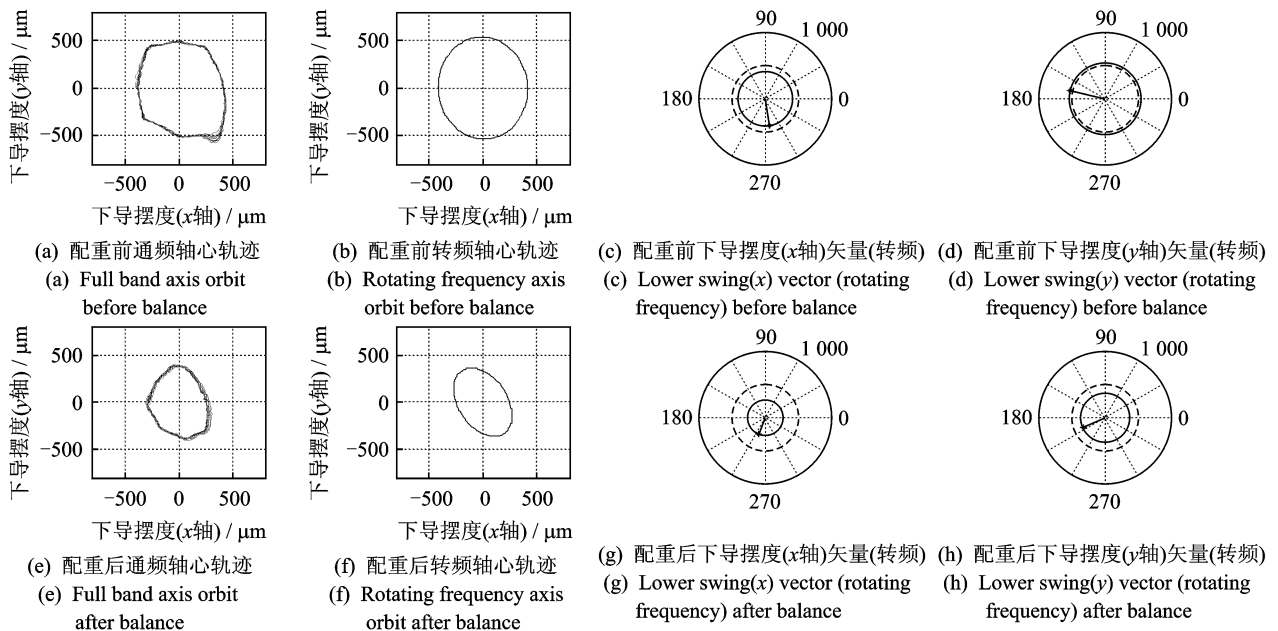 下导摆度(y轴) / μm
500
0
−500
−500 0 500
下导摆度(x轴) / μm
(a) 配重前通频轴心轨迹
(a) Full band axis orbit
before balance
下导摆度(y轴) / μm
500
0
−500
−500 0 500
下导摆度(x轴) / μm
(b) 配重前转频轴心轨迹
(b) Rotating frequency axis
orbit before balance
90
1 000
180
0
270
(c) 配重前下导摆度(x轴)矢量(转频)
(c) Lower swing(x) vector (rotating
frequency) before balance
90
1 000
180
0
270
(d) 配重前下导摆度(y轴)矢量(转频)
(d) Lower swing(y) vector (rotating
frequency) before balance
下导摆度(y轴) / μm
500
0
−500
−500 0 500
下导摆度(x轴) / μm
(e) 配重后通频轴心轨迹
(e) Full band axis orbit
after balance
下导摆度(y轴) / μm
500
0
−500
−500 0 500
下导摆度(x轴) / μm
(f) 配重后转频轴心轨迹
(f) Rotating frequency axis
orbit after balance
90
1 000
180
0
270
(g) 配重后下导摆度(x轴)矢量(转频)
(g) Lower swing(x) vector (rotating
frequency) after balance
90
1 000
180
0
270
(h) 配重后下导摆度(y轴)矢量(转频)
(h) Lower swing(y) vector (rotating
frequency) after balance